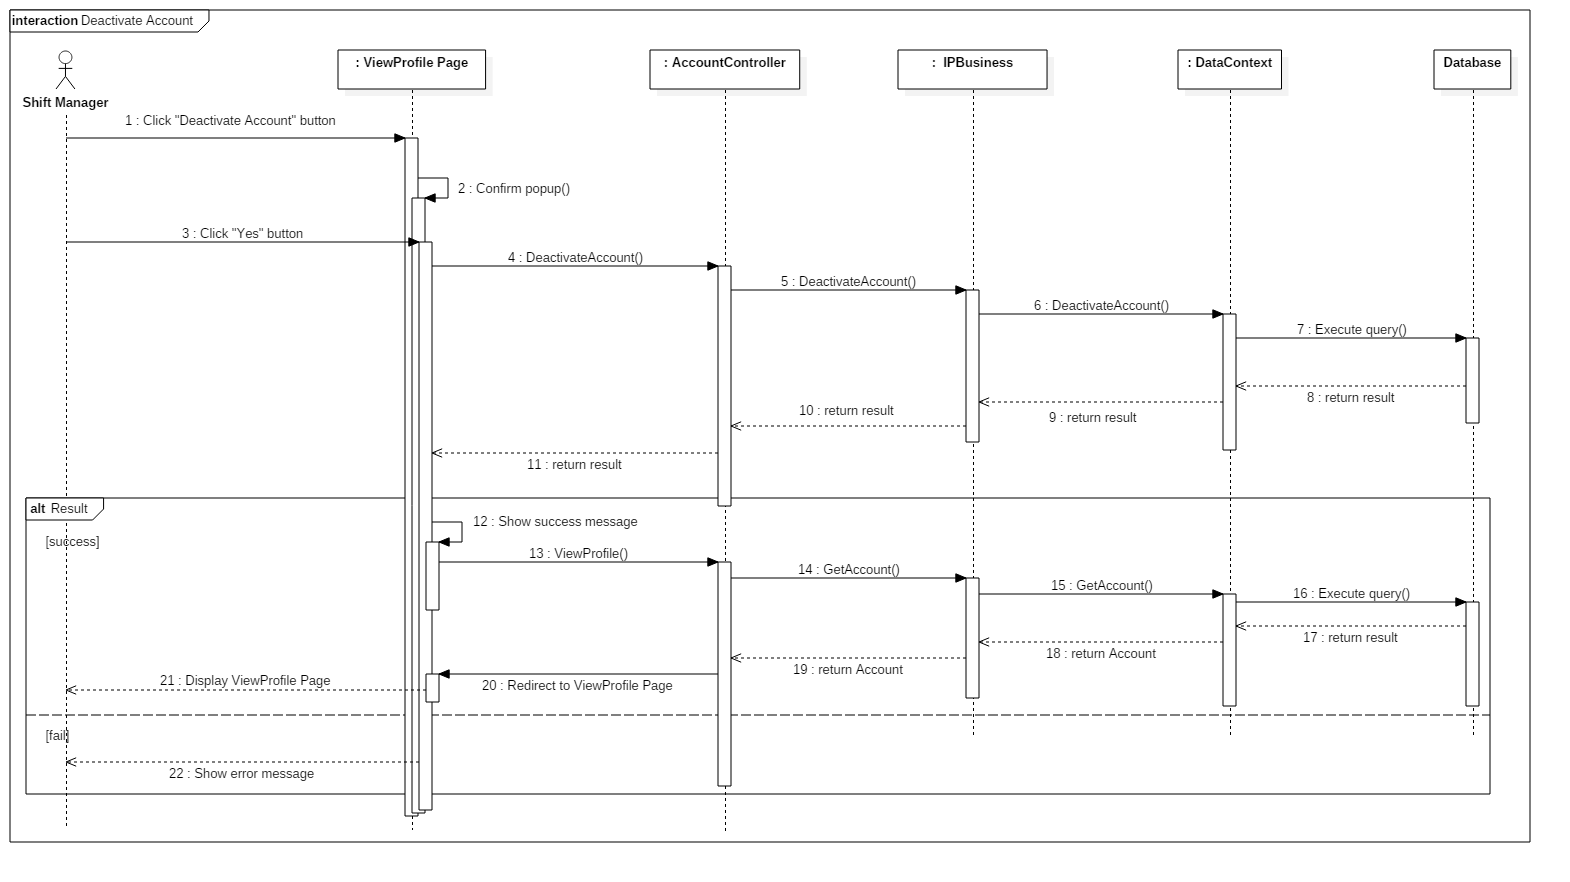 interaction Deactivate Account
: ViewProfile Page
: AccountController
: IPBusiness
: DataContext
Database
Shift Manager
1 : Click "Deactivate Account" button
2 : Confirm popup()
3 : Click "Yes" button
4 : DeactivateAccount()
5 : DeactivateAccount()
6 : DeactivateAccount()
7 : Execute query()
8 : return result
9 : return result
10 : return result
11 : return result
alt Result
12 : Show success message
[success]
13 : ViewProfile()
14 : GetAccount()
15 : GetAccount()
16 : Execute query()
17 : return result
18 : return Account
19 : return Account
20 : Redirect to ViewProfile Page
21 : Display ViewProfile Page
[fail]
22 : Show error message